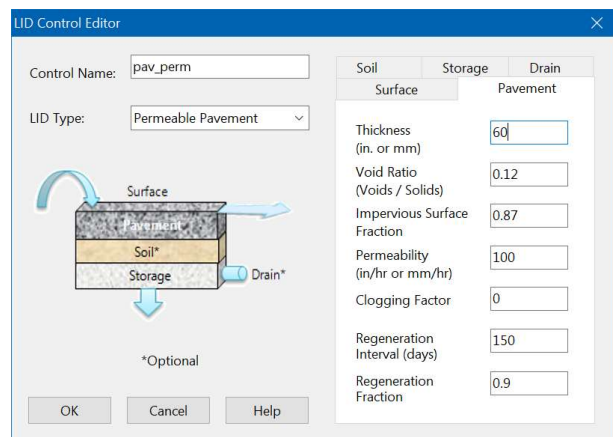 LID Control Editor
Control Name:
pav_perm
LID Type:
Permeable Pavement
Surface
Pavement
Soil*
Storage
Drain*
*Optional
OK
Cancel
Help
Soil
Storage
Drain
Surface
Pavement
Thickness
(in. or mm)
60
Void Ratio
(Voids / Solids)
0.12
Impervious Surface
Fraction
0.87
Permeability
(in/hr or mm/hr)
100
Clogging Factor
0
Regeneration
Interval (days)
150
Regeneration
Fraction
0.9